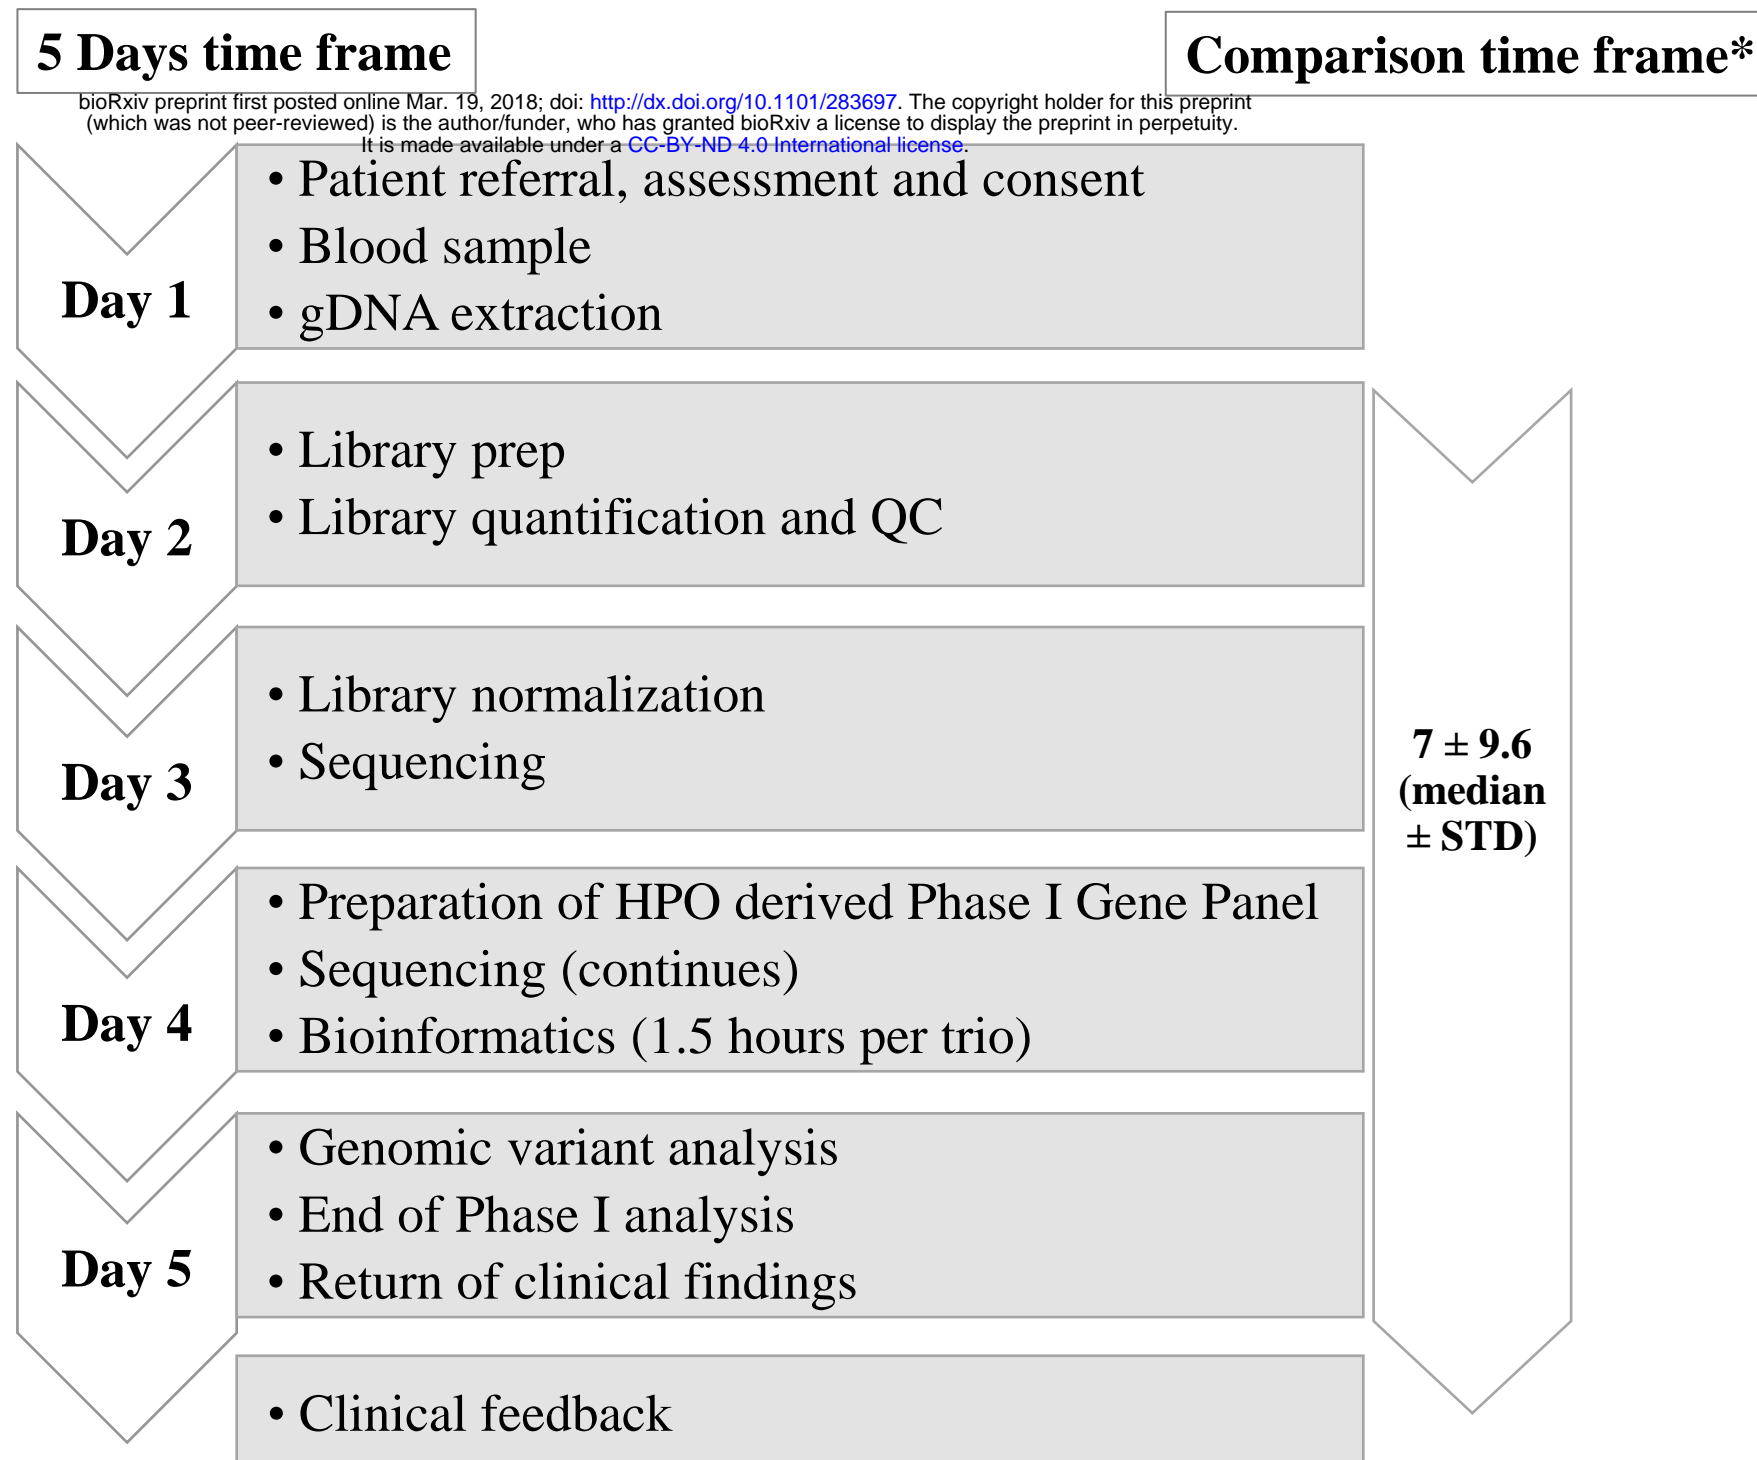 5 Days time frame
Comparison time frame*
bioRxiv preprint first posted online Mar. 19, 2018; doi: http://dx.doi.org/10.1101/283697. The copyright holder for this preprint
(which was not peer-reviewed) is the author/funder, who has granted bioRxiv a license to display the preprint in perpetuity.
It is made available under a CC-BY-ND 4.0 International license.
Day 1
• Patient referral, assessment and consent
• Blood sample
• gDNA extraction
Day 2
• Library prep
• Library quantification and QC
Day 3
• Library normalization
• Sequencing
7 ± 9.6
(median
± STD)
Day 4
• Preparation of HPO derived Phase I Gene Panel
• Sequencing (continues)
• Bioinformatics (1.5 hours per trio)
Day 5
• Genomic variant analysis
• End of Phase I analysis
• Return of clinical findings
• Clinical feedback